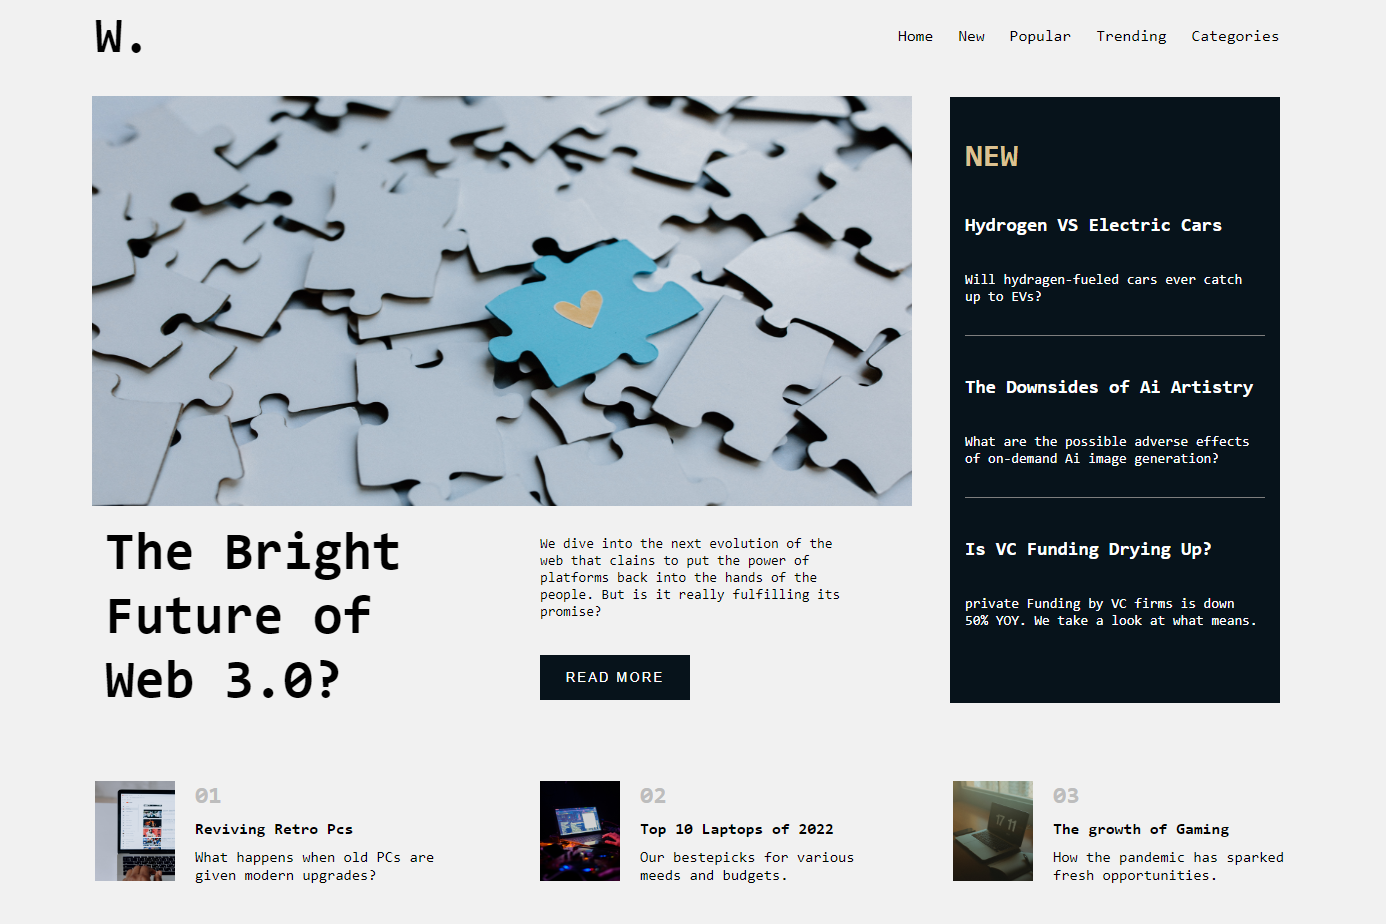 W.
Home New Popular Trending Categories
NEW
Hydrogen VS Electric Cars
Will hydragen-fueled cars ever catch
up to EVs?
The Downsides of Ai Artistry
What are the possible adverse effects
of on-demand Ai image generation?
Is VC Funding Drying Up?
private Funding by VC firms is down
50% YOY. We take a look at what means.
The Bright
Future of
Web 3.0?
We dive into the next evolution of the
web that clains to put the power of
platforms back into the hands of the
people. But is it really fulfilling its
promise?
READ MORE
01
Reviving Retro Pcs
What happens when old PCs are
given modern upgrades?
02
Top 10 Laptops of 2022
Our bestepicks for various
meeds and budgets.
03
17 11
The growth of Gaming
How the pandemic has sparked
fresh opportunities.